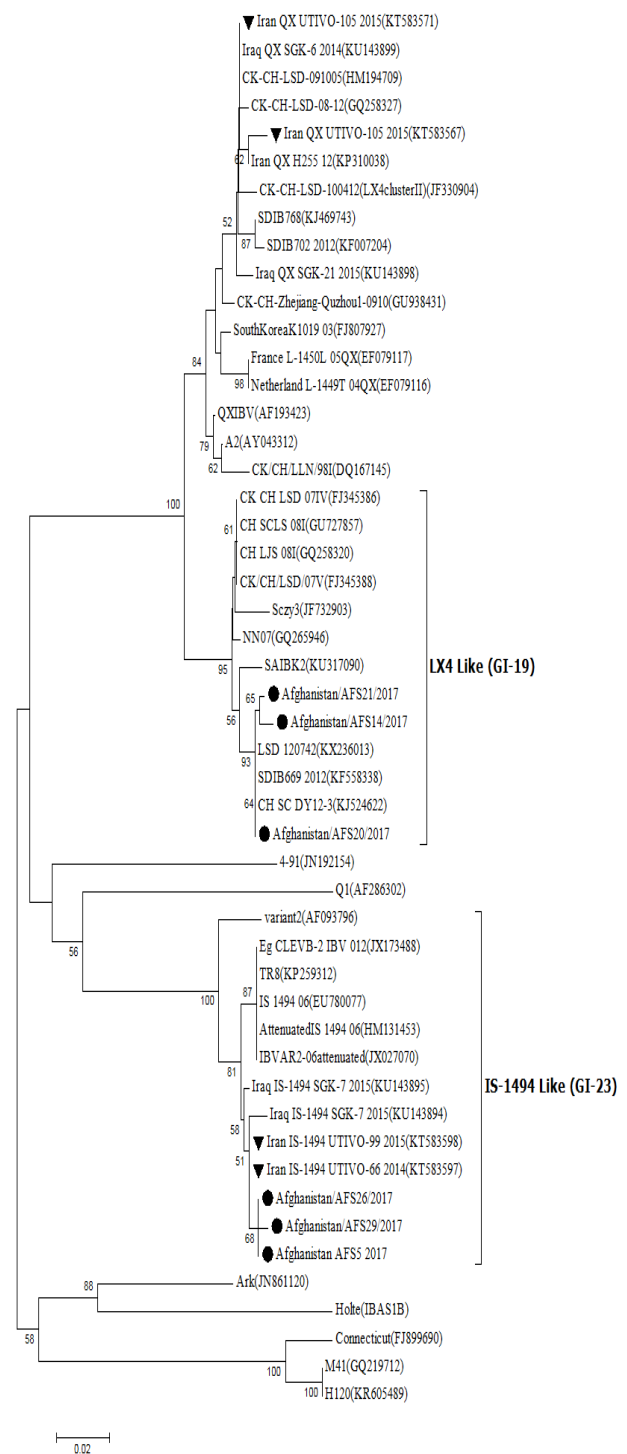 Iran QX UTIVO-105 2015(KT583571)
Iraq QX SGK-6 2014(KU143899)
CK-CH-LSD-091005(HM194709)
CK-CH-LSD-08-12(GQ258327)
Iran QX UTIVO-105 2015(KT583567)
62
Iran QX H255 12(KP310038)
CK-CH-LSD-100412(LX4clusterII)(JF330904)
SDIB768(KJ469743)
52
87
SDIB702 2012(KF007204)
Iraq QX SGK-21 2015(KU143898)
CK-CH-Zhejiang-Quzhou1-0910(GU938431)
SouthKoreaK1019 03(FJ807927)
France L-1450L 05QX(EF079117)
84
98
Netherland L-1449T 04QX(EF079116)
QXIBV(AF193423)
79
A2(AY043312)
62
CK/CH/LLN/98I(DQ167145)
100
CK CH LSD 07IV(FJ345386)
61
CH SCLS 08I(GU727857)
CH LJS 08I(GQ258320)
CK/CH/LSD/07V(FJ345388)
Sczy3(JF732903)
NN07(GQ265946)
95
SAIBK2(KU317090)
LX4 Like (GI-19)
65
Afghanistan/AFS21/2017
56
Afghanistan/AFS14/2017
93
LSD 120742(KX236013)
SDIB669 2012(KF558338)
64
CH SC DY12-3(KJ524622)
Afghanistan/AFS20/2017
4-91(JN192154)
Q1(AF286302)
56
variant2(AF093796)
Eg CLEVB-2 IBV 012(JX173488)
TR8(KP259312)
100
87
IS 1494 06(EU780077)
AttenuatedIS 1494 06(HM131453)
IBVAR2-06attenuated(JX027070)
81
Iraq IS-1494 SGK-7 2015(KU143895)
IS-1494 Like (GI-23)
Iraq IS-1494 SGK-7 2015(KU143894)
58
Iran IS-1494 UTIVO-99 2015(KT583598)
51
Iran IS-1494 UTIVO-66 2014(KT583597)
Afghanistan/AFS26/2017
Afghanistan/AFS29/2017
68
Afghanistan AFS5 2017
88
Ark(JN861120)
Holte(IBAS1B)
58
Connecticut(FJ899690)
100
M41(GQ219712)
100
H120(KR605489)
0.02